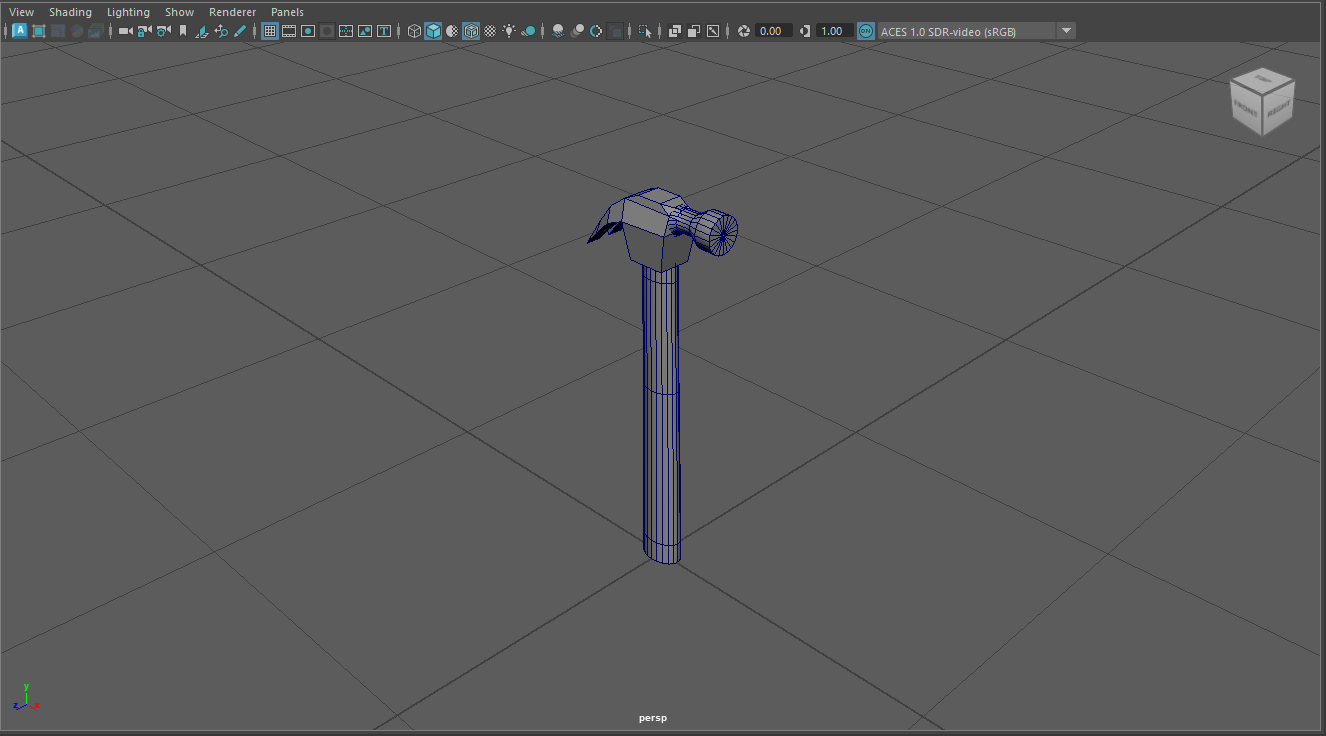 View Shading Lighting Show Renderer Panels
A T 0.00 1.00 ON ACES 1.0 SDR-video (sRGB)
TOP
FRONT RIGHT
y
z x
persp